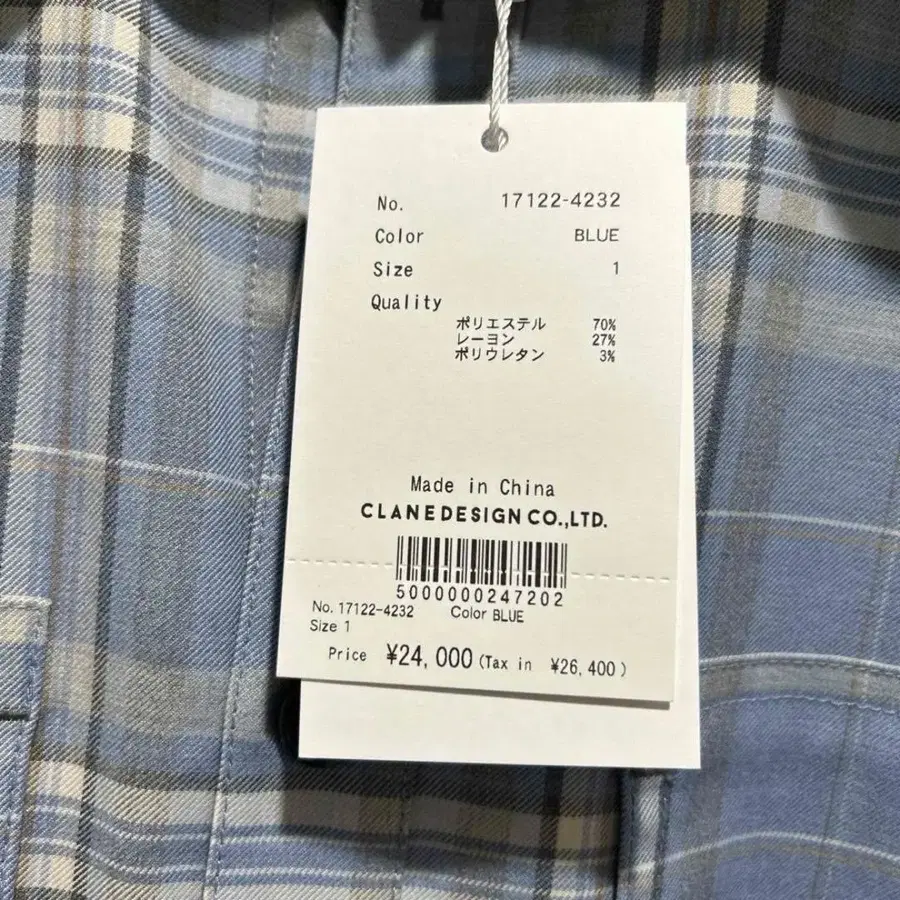 No. 17122-4232
Color BLUE
Size 1
Quality
ポリエステル 70%
レーヨン 27%
ポリウレタン 3%
Made in China
CLANEDESIGN CO.,LTD.
5000000247202
No. 17122-4232 Color BLUE
Size 1
Price ¥24,000 (Tax in ¥26,400)